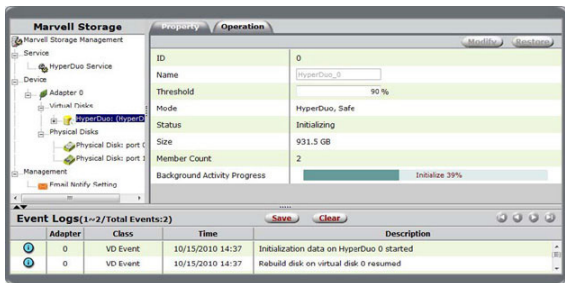 Marvell Storage
Property
Operation
Marvell Storage Management
Modify
Restore
Service
HyperDuo Service
Device
Adapter 0
Virtual Disks
HyperDuo: (HyperD
Physical Disks
Physical Disk: port
Physical Disk: port
Management
Email Notify Setting
ID 0
Name HyperDuo_0
Threshold 90 %
Mode HyperDuo, Safe
Status Initializing
Size 931.5 GB
Member Count 2
Background Activity Progress Initialize 39%
Event Logs(1~2/Total Events:2)
Save
Clear
Adapter Class Time Description
0 VD Event 10/15/2010 14:37 Initialization data on HyperDuo 0 started
0 VD Event 10/15/2010 14:37 Rebuild disk on virtual disk 0 resumed